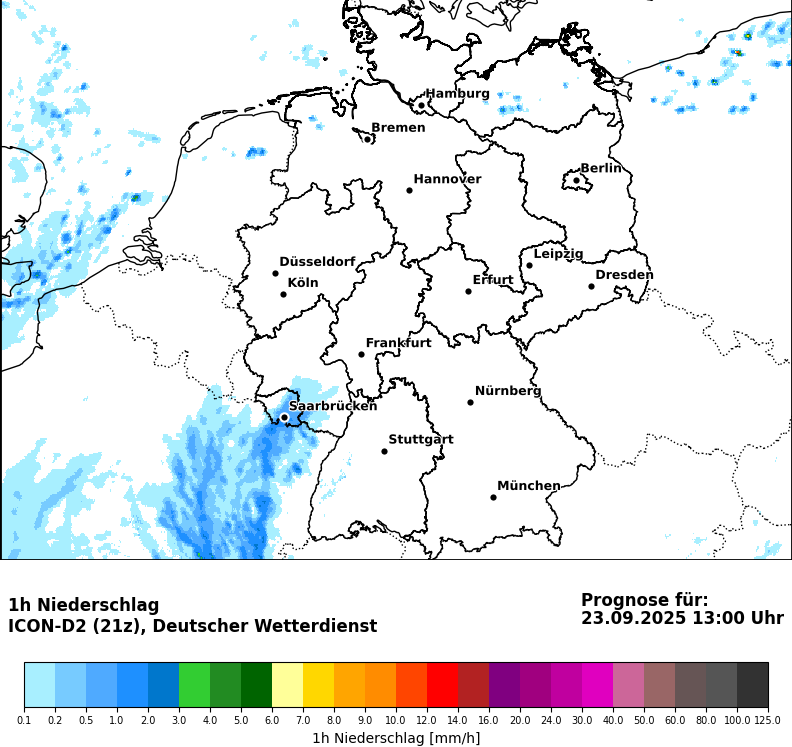 Hamburg
Bremen
Berlin
Hannover
Leipzig
Düsseldorf
Dresden
Köln
Erfurt
Frankfurt
Nürnberg
Saarbrücken
Stuttgart
München
1h Niederschlag
ICON-D2 (21z), Deutscher Wetterdienst
Prognose für:
23.09.2025 13:00 Uhr
0.1 0.2 0.5 1.0 2.0 3.0 4.0 5.0 6.0 7.0 8.0 9.0 10.0 12.0 14.0 16.0 20.0 24.0 30.0 40.0 50.0 60.0 80.0 100.0 125.0
1h Niederschlag [mm/h]